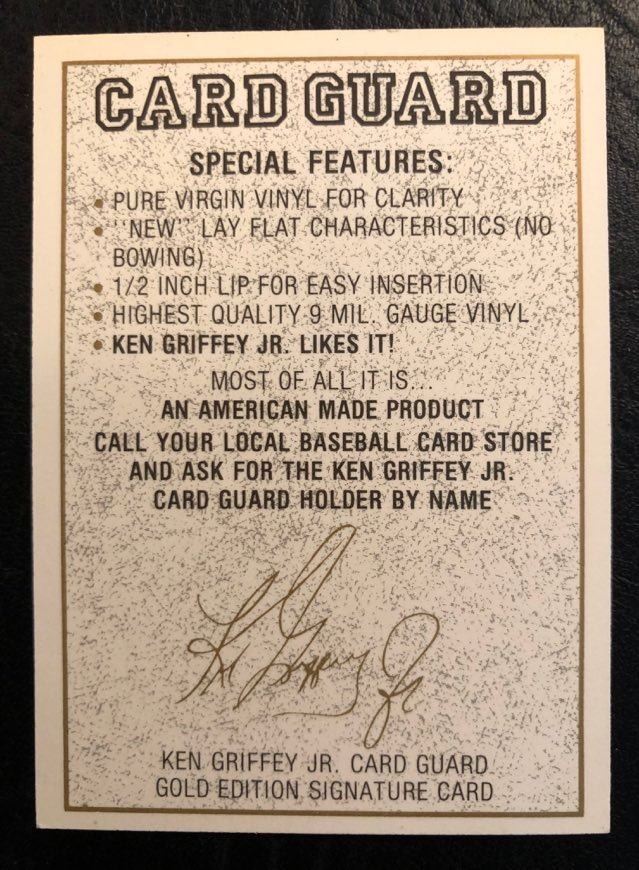 CARD GUARD
SPECIAL FEATURES:
• PURE VIRGIN VINYL FOR CLARITY
• "NEW" LAY FLAT CHARACTERISTICS (NO
BOWING)
• 1/2 INCH LIP FOR EASY INSERTION
• HIGHEST QUALITY 9 MIL. GAUGE VINYL
• KEN GRIFFEY JR. LIKES IT!
MOST OF ALL IT IS...
AN AMERICAN MADE PRODUCT
CALL YOUR LOCAL BASEBALL CARD STORE
AND ASK FOR THE KEN GRIFFEY JR.
CARD GUARD HOLDER BY NAME
Ken Griffey Jr
KEN GRIFFEY JR. CARD GUARD
GOLD EDITION SIGNATURE CARD